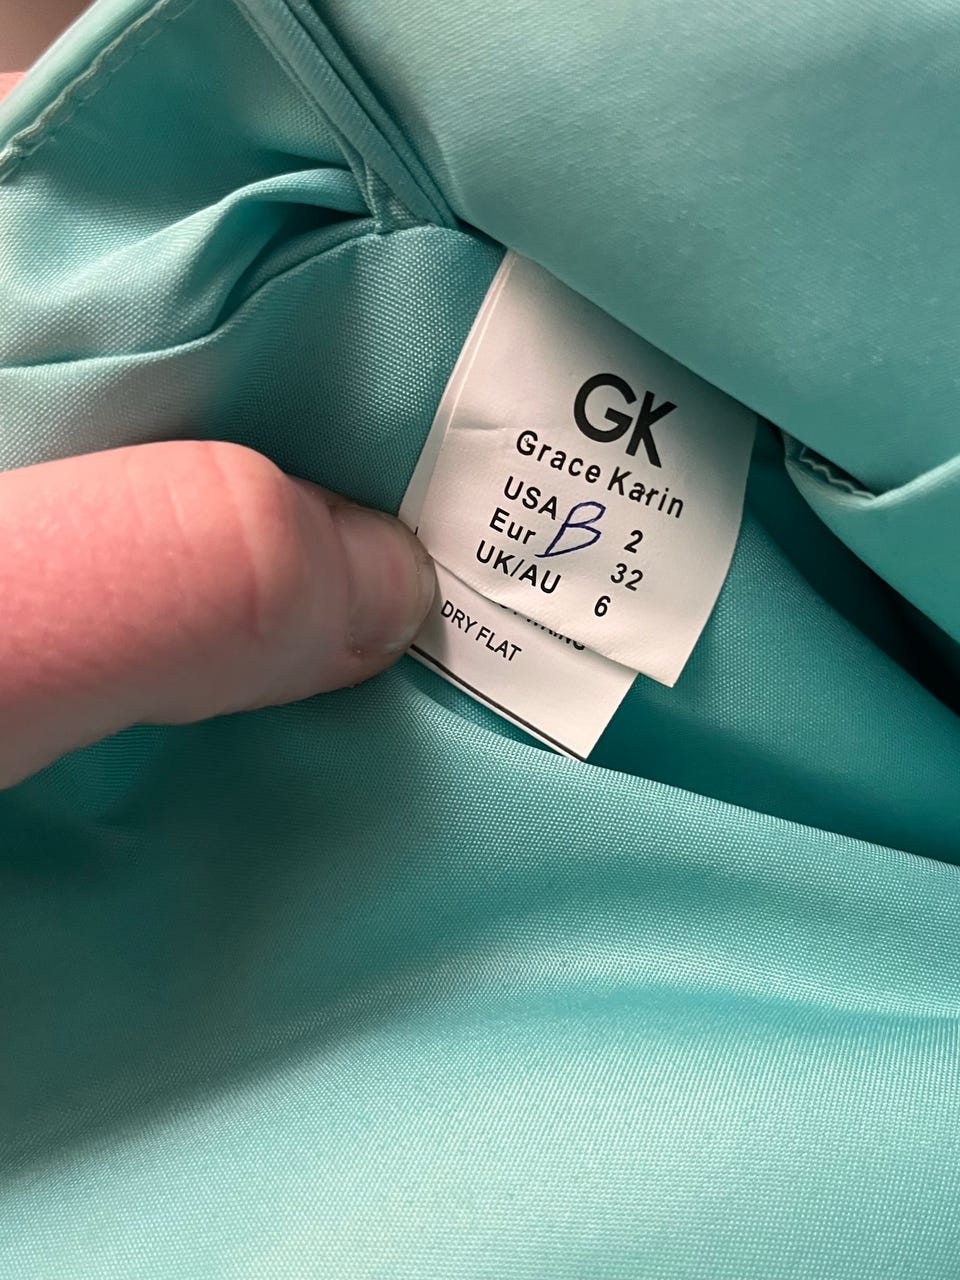 GK
Grace Karin
USA 2
Eur B 32
UK/AU 6
DRY FLAT